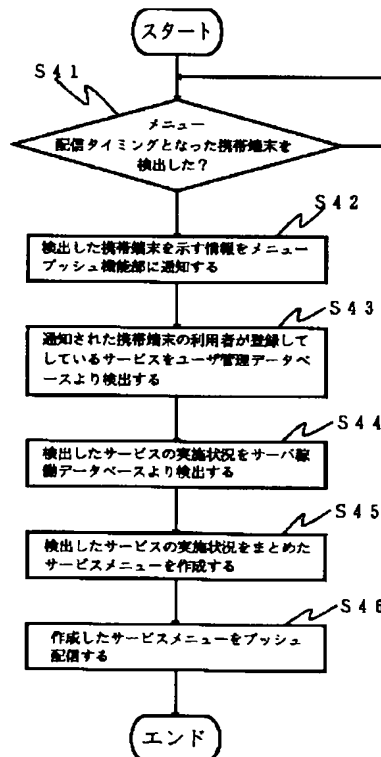 スタート
S41
メニュー
配信タイミングとなった携帯端末を
検出した?
S42
検出した携帯端末を示す情報をメニュー
プッシュ機能部に通知する
S43
通知された携帯端末の利用者が登録して
しているサービスをユーザ管理データベ
ースより検出する
S44
検出したサービスの実施状況をサーバ稼
働データベースより検出する
S45
検出したサービスの実施状況をまとめた
サービスメニューを作成する
S46
作成したサービスメニューをプッシュ
配信する
エンド